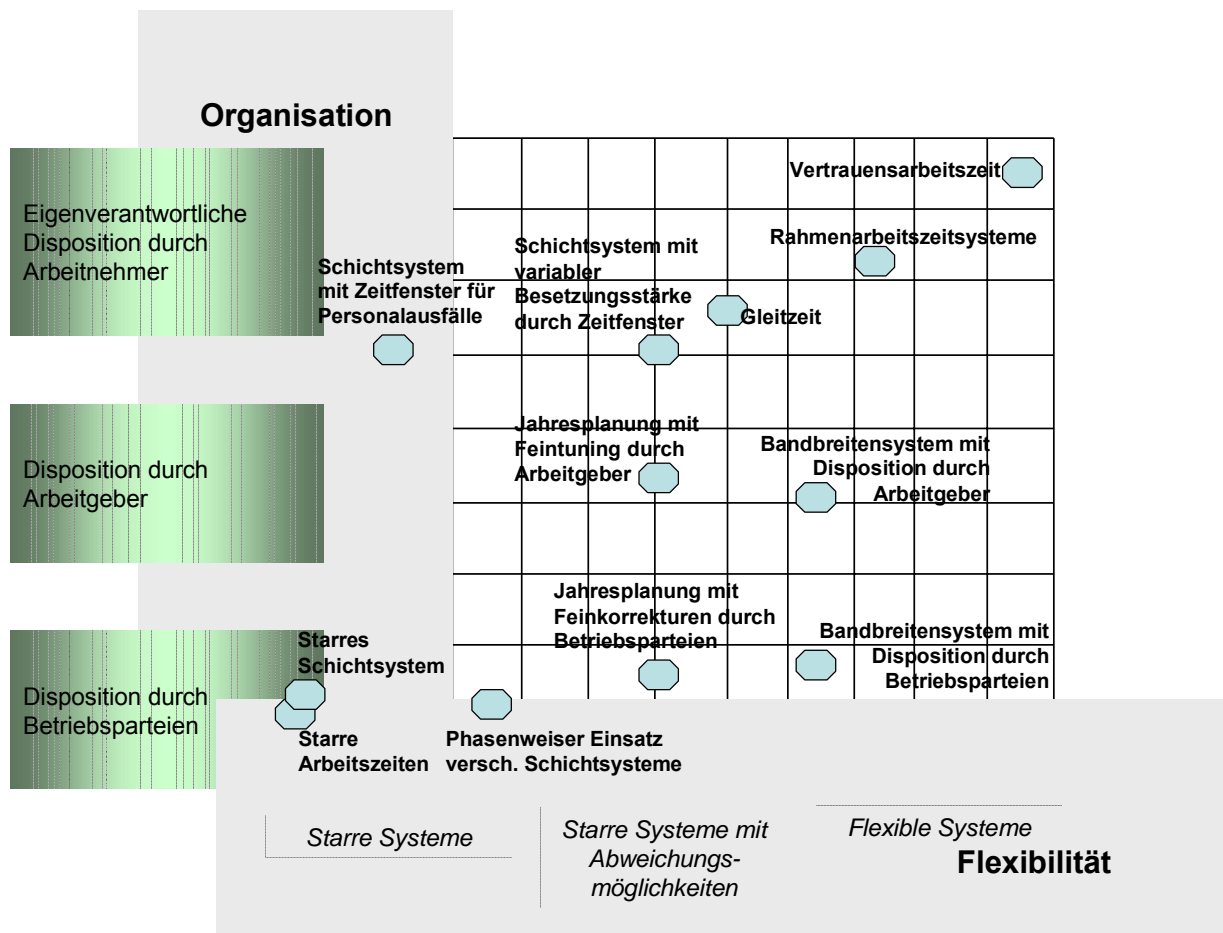 Organisation
Vertrauensarbeitszeit
Eigenverantwortliche
Disposition durch
Arbeitnehmer
Rahmenarbeitszeitsysteme
Schichtsystem mit
variabler
Besetzungsstärke
durch Zeitfenster
Schichtsystem
mit Zeitfenster für
Personalausfälle
Gleitzeit
Disposition durch
Arbeitgeber
Jahresplanung mit
Feintuning durch
Arbeitgeber
Bandbreitensystem mit
Disposition durch
Arbeitgeber
Jahresplanung mit
Feinkorrekturen durch
Betriebsparteien
Bandbreitensystem mit
Disposition durch
Betriebsparteien
Disposition durch
Betriebsparteien
Starres
Schichtsystem
Starre
Arbeitszeiten
Phasenweiser Einsatz
versch. Schichtsysteme
Starre Systeme
Starre Systeme mit
Abweichungs-
möglichkeiten
Flexible Systeme
Flexibilität